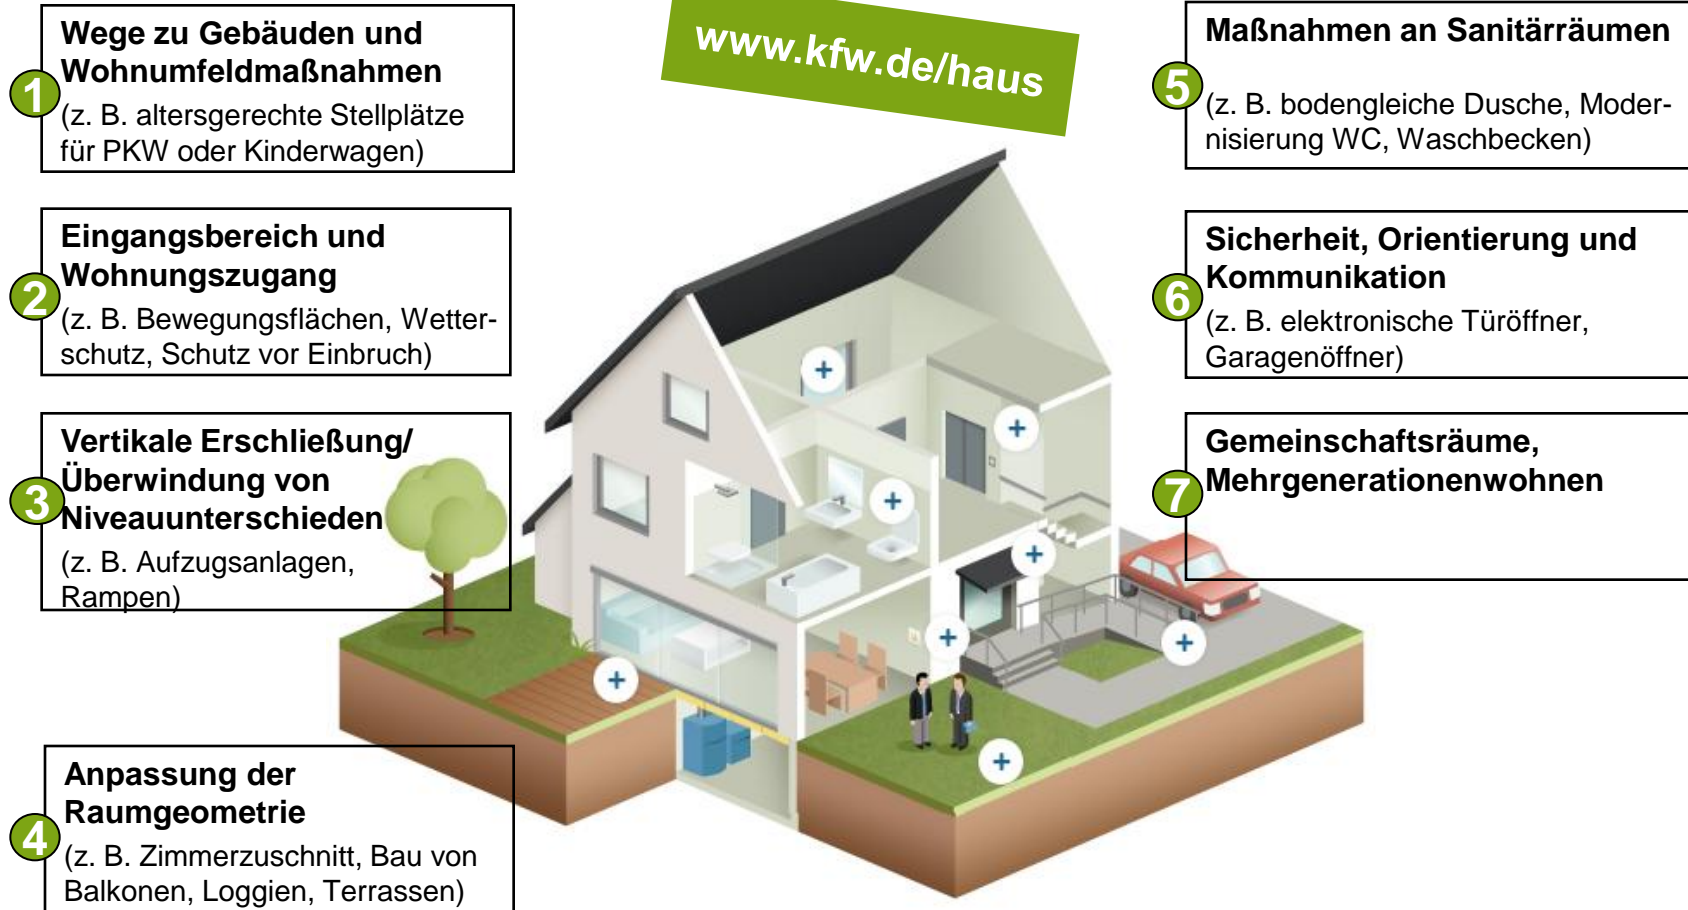 1
Wege zu Gebäuden und
Wohnumfeldmaßnahmen
(z. B. altersgerechte Stellplätze
für PKW oder Kinderwagen)
2
Eingangsbereich und
Wohnungszugang
(z. B. Bewegungsflächen, Wetter-
schutz, Schutz vor Einbruch)
3
Vertikale Erschließung/
Überwindung von
Niveauunterschieden
(z. B. Aufzugsanlagen,
Rampen)
4
Anpassung der
Raumgeometrie
(z. B. Zimmerzuschnitt, Bau von
Balkonen, Loggien, Terrassen)
www.kfw.de/haus
5
Maßnahmen an Sanitärräumen
(z. B. bodengleiche Dusche, Moder-
nisierung WC, Waschbecken)
6
Sicherheit, Orientierung und
Kommunikation
(z. B. elektronische Türöffner,
Garagenöffner)
7
Gemeinschaftsräume,
Mehrgenerationenwohnen